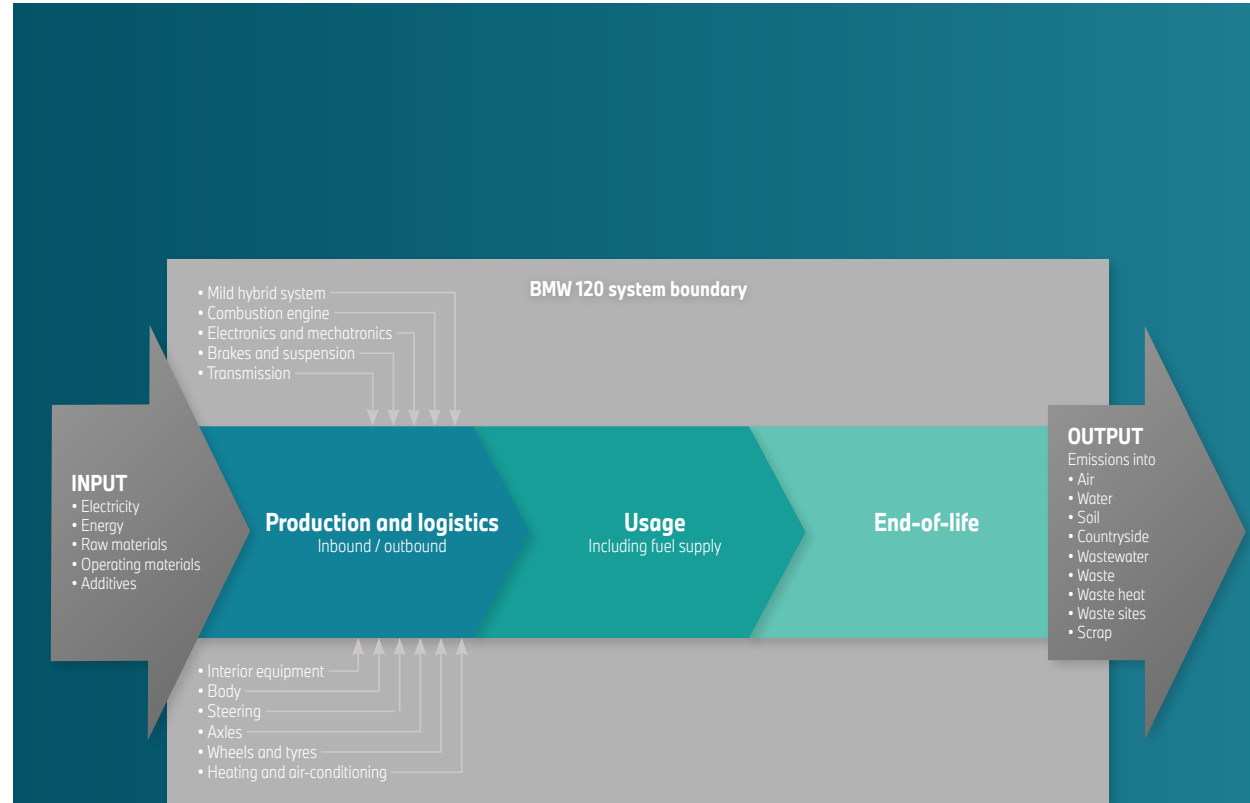 BMW 120 system boundary
• Mild hybrid system
• Combustion engine
• Electronics and mechatronics
• Brakes and suspension
• Transmission
INPUT
• Electricity
• Energy
• Raw materials
• Operating materials
• Additives
Production and logistics
Inbound / outbound
Usage
Including fuel supply
End-of-life
OUTPUT
Emissions into
• Air
• Water
• Soil
• Countryside
• Wastewater
• Waste
• Waste heat
• Waste sites
• Scrap
• Interior equipment
• Body
• Steering
• Axles
• Wheels and tyres
• Heating and air-conditioning